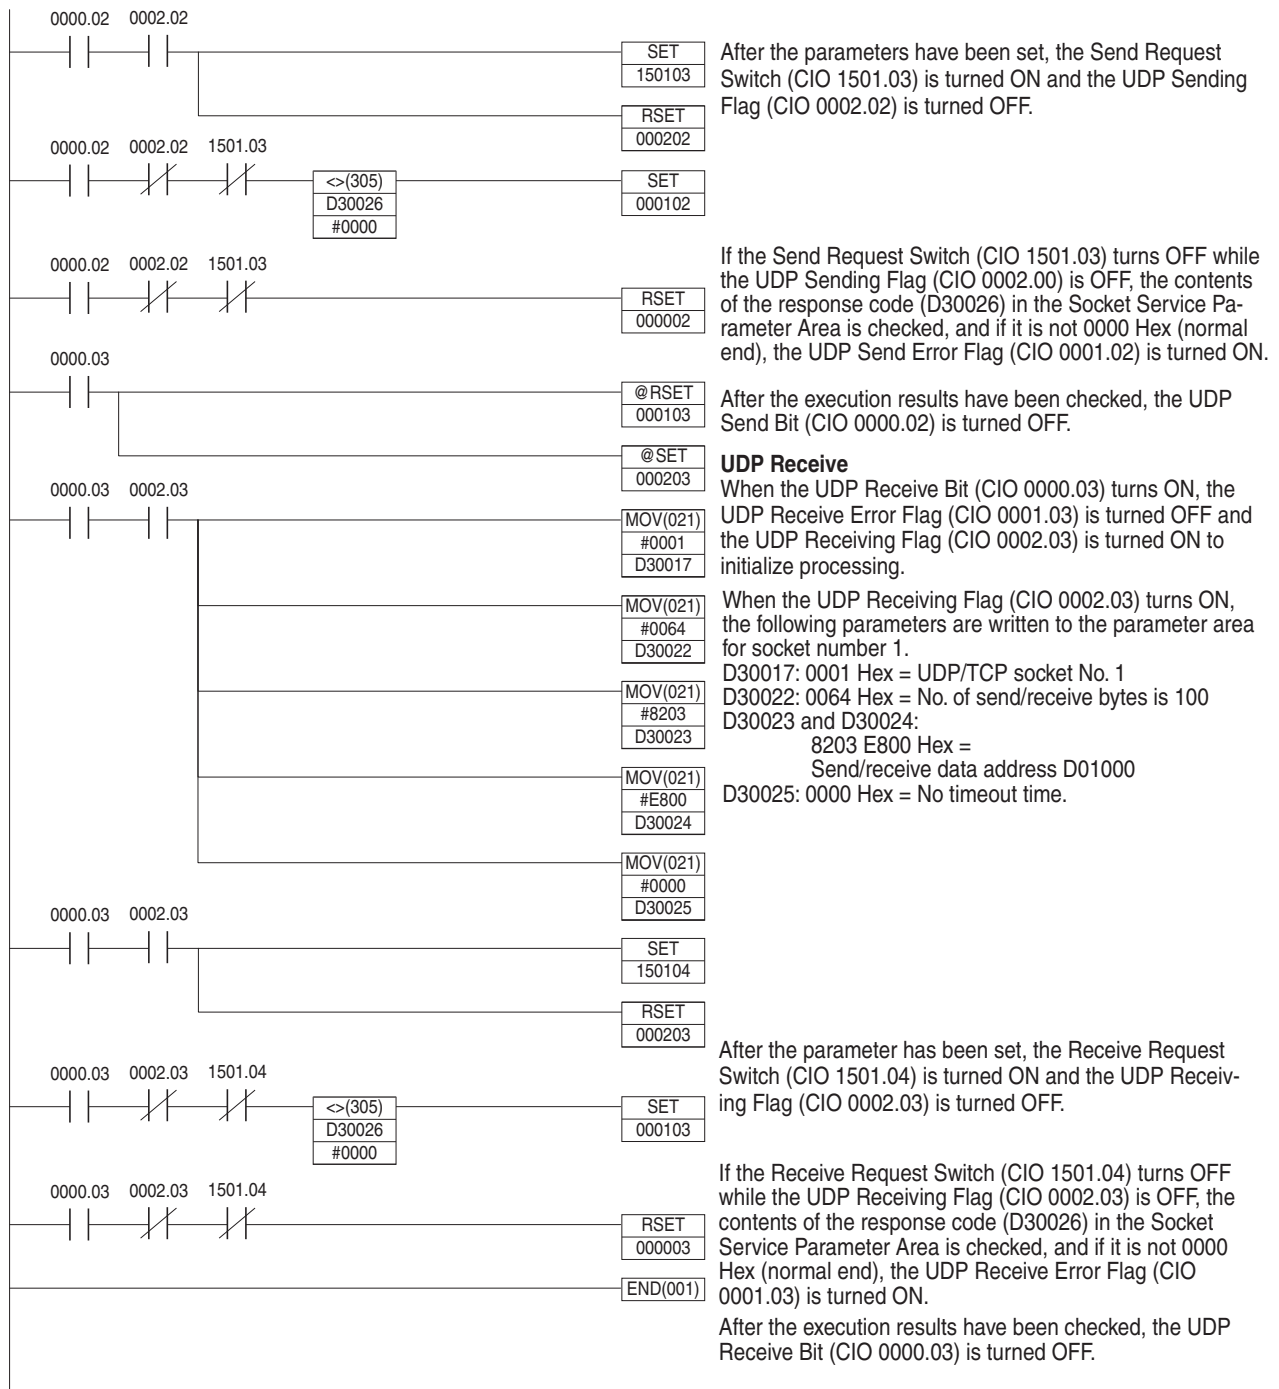 0000.02 0002.02
SET
150103
After the parameters have been set, the Send Request
Switch (CIO 1501.03) is turned ON and the UDP Sending
Flag (CIO 0002.02) is turned OFF.
RSET
000202
0000.02 0002.02 1501.03
<>(305)
D30026
#0000
SET
000102
0000.02 0002.02 1501.03
RSET
000002
If the Send Request Switch (CIO 1501.03) turns OFF while
the UDP Sending Flag (CIO 0002.00) is OFF, the contents
of the response code (D30026) in the Socket Service Pa-
rameter Area is checked, and if it is not 0000 Hex (normal
end), the UDP Send Error Flag (CIO 0001.02) is turned ON.
0000.03
@RSET
000103
After the execution results have been checked, the UDP
Send Bit (CIO 0000.02) is turned OFF.
@SET
000203
UDP Receive
When the UDP Receive Bit (CIO 0000.03) turns ON, the
UDP Receive Error Flag (CIO 0001.03) is turned OFF and
the UDP Receiving Flag (CIO 0002.03) is turned ON to
initialize processing.
0000.03 0002.03
MOV(021)
#0001
D30017
MOV(021)
#0064
D30022
MOV(021)
#8203
D30023
MOV(021)
#E800
D30024
MOV(021)
#0000
D30025
When the UDP Receiving Flag (CIO 0002.03) turns ON,
the following parameters are written to the parameter area
for socket number 1.
D30017: 0001 Hex = UDP/TCP socket No. 1
D30022: 0064 Hex = No. of send/receive bytes is 100
D30023 and D30024:
8203 E800 Hex =
Send/receive data address D01000
D30025: 0000 Hex = No timeout time.
0000.03 0002.03
SET
150104
RSET
000203
After the parameter has been set, the Receive Request
Switch (CIO 1501.04) is turned ON and the UDP Receiv-
ing Flag (CIO 0002.03) is turned OFF.
0000.03 0002.03 1501.04
<>(305)
D30026
#0000
SET
000103
0000.03 0002.03 1501.04
RSET
000003
END(001)
If the Receive Request Switch (CIO 1501.04) turns OFF
while the UDP Receiving Flag (CIO 0002.03) is OFF, the
contents of the response code (D30026) in the Socket
Service Parameter Area is checked, and if it is not 0000
Hex (normal end), the UDP Receive Error Flag (CIO
0001.03) is turned ON.
After the execution results have been checked, the UDP
Receive Bit (CIO 0000.03) is turned OFF.